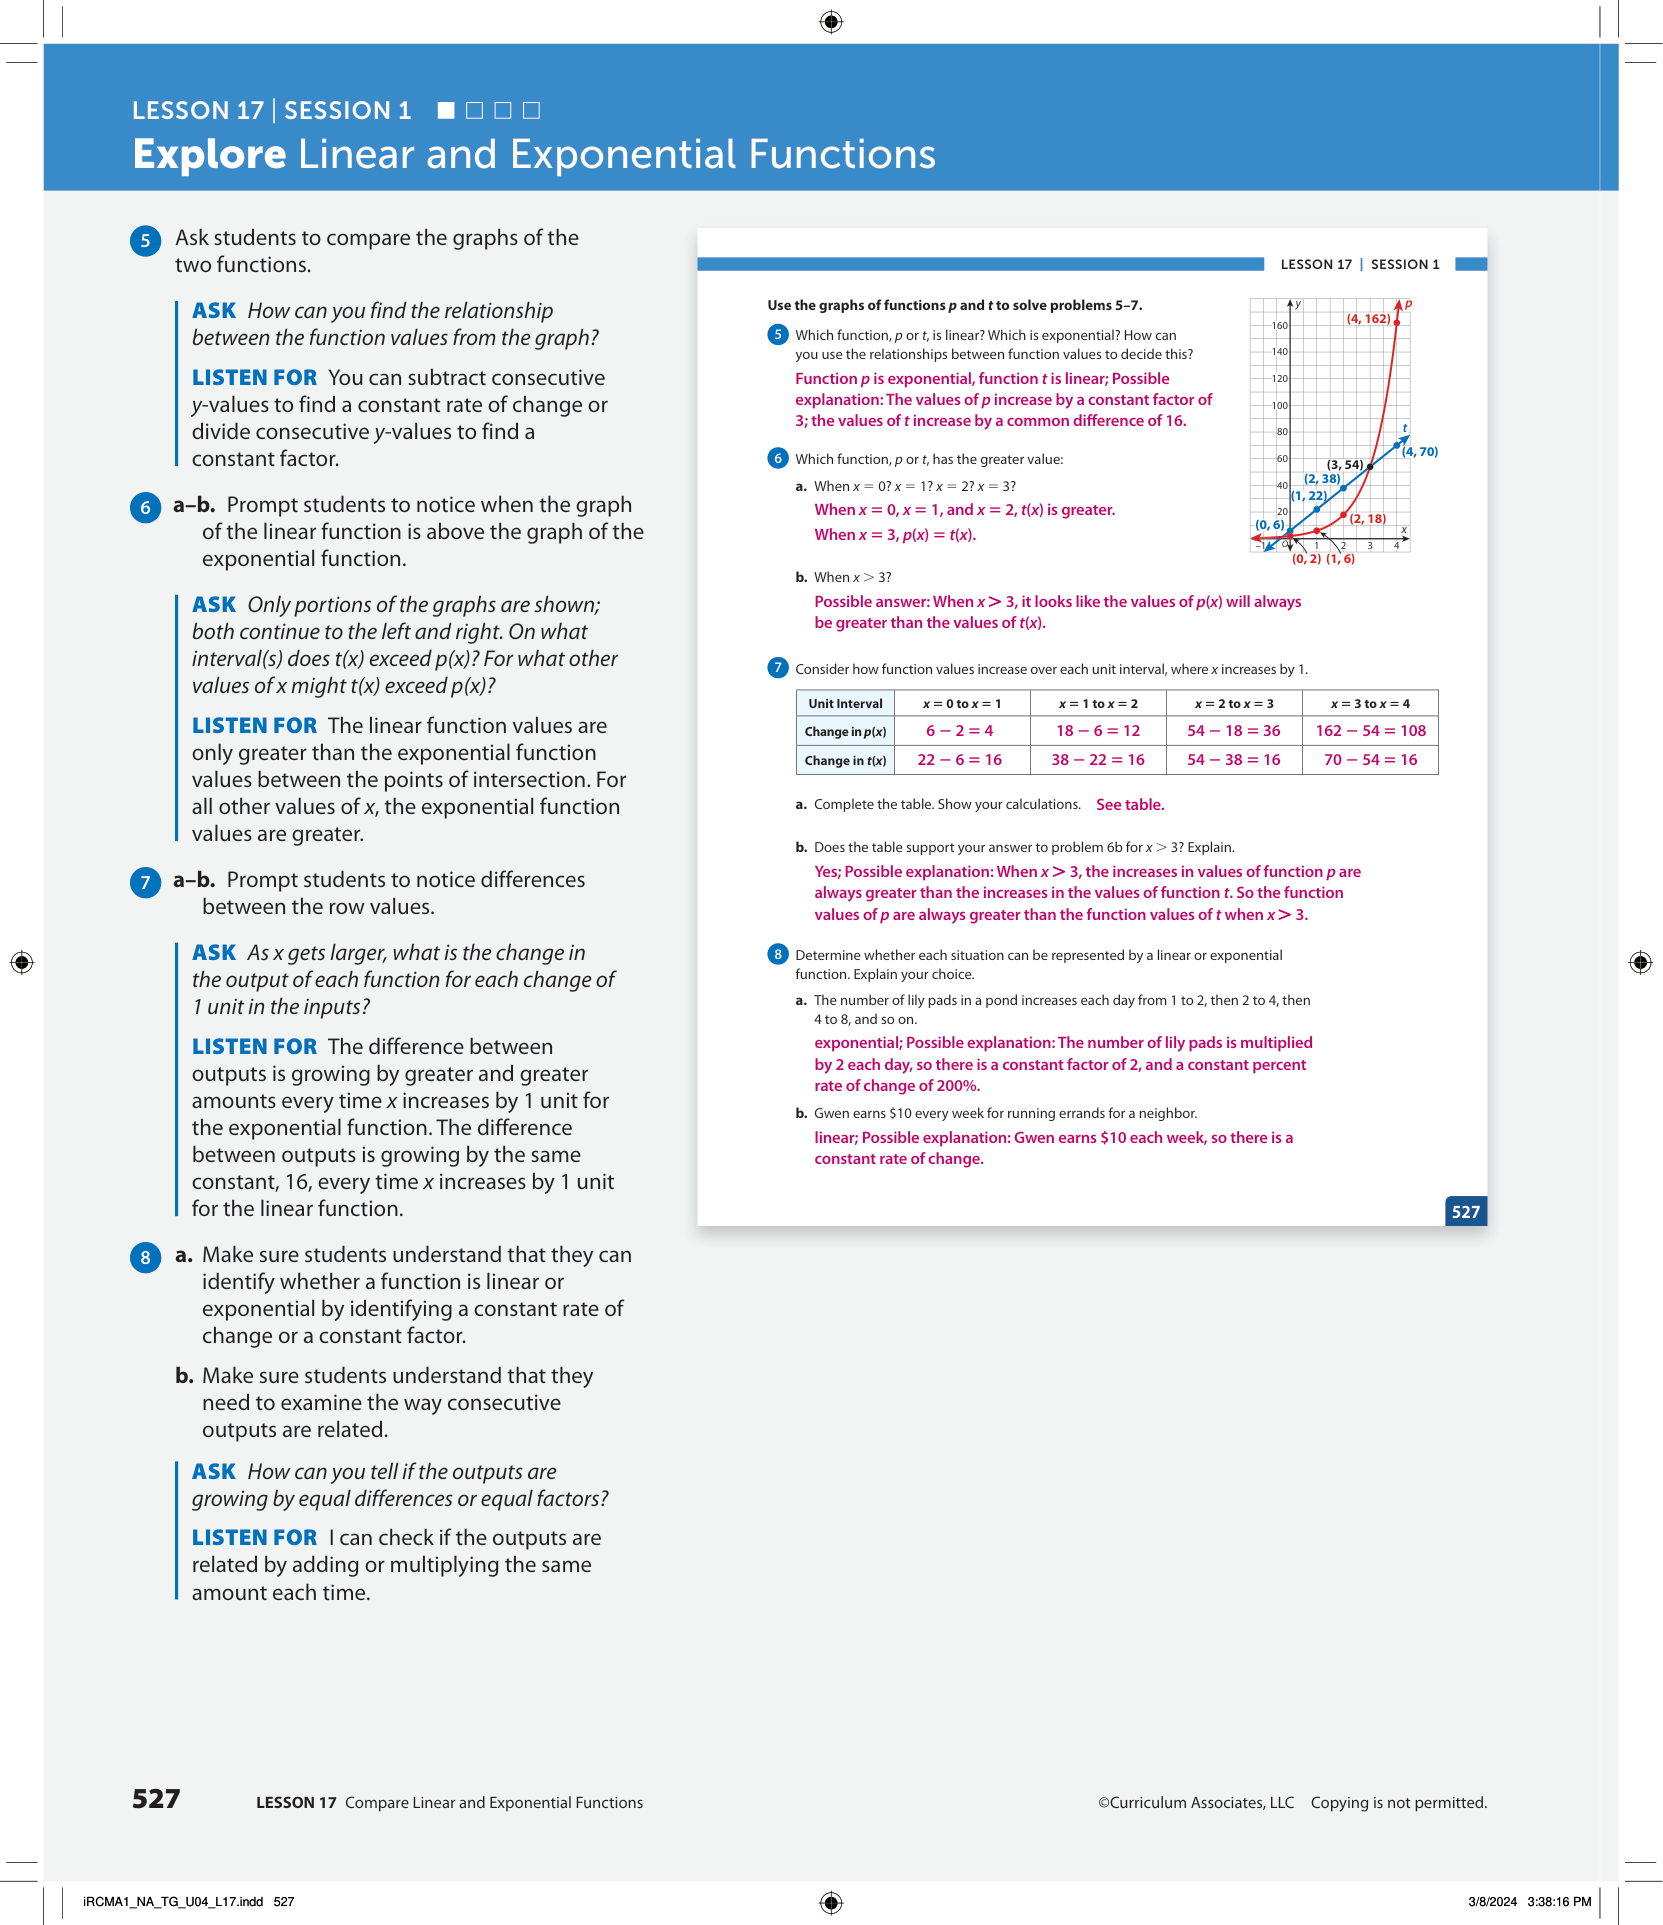 LESSON 17 | SESSION 1
Explore Linear and Exponential Functions
5 Ask students to compare the graphs of the
two functions.
ASK How can you find the relationship
between the function values from the graph?
LISTEN FOR You can subtract consecutive
y-values to find a constant rate of change or
divide consecutive y-values to find a
constant factor.
6 a–b. Prompt students to notice when the graph
of the linear function is above the graph of the
exponential function.
ASK Only portions of the graphs are shown;
both continue to the left and right. On what
interval(s) does t(x) exceed p(x)? For what other
values of x might t(x) exceed p(x)?
LISTEN FOR The linear function values are
only greater than the exponential function
values between the points of intersection. For
all other values of x, the exponential function
values are greater.
7 a–b. Prompt students to notice differences
between the row values.
ASK As x gets larger, what is the change in
the output of each function for each change of
1 unit in the inputs?
LISTEN FOR The difference between
outputs is growing by greater and greater
amounts every time x increases by 1 unit for
the exponential function. The difference
between outputs is growing by the same
constant, 16, every time x increases by 1 unit
for the linear function.
8 a. Make sure students understand that they can
identify whether a function is linear or
exponential by identifying a constant rate of
change or a constant factor.
b. Make sure students understand that they
need to examine the way consecutive
outputs are related.
ASK How can you tell if the outputs are
growing by equal differences or equal factors?
LISTEN FOR I can check if the outputs are
related by adding or multiplying the same
amount each time.
LESSON 17 | SESSION 1
Use the graphs of functions p and t to solve problems 5–7.
5 Which function, p or t, is linear? Which is exponential? How can
you use the relationships between function values to decide this?
Function p is exponential, function t is linear; Possible
explanation: The values of p increase by a constant factor of
3; the values of t increase by a common difference of 16.
y
p
(4, 162)
160
140
120
100
80
t
(4, 70)
60
(3, 54)
(2, 38)
40
(1, 22)
20
(2, 18)
(0, 6)
x
–1 O 1 2 3 4
(0, 2) (1, 6)
6 Which function, p or t, has the greater value:
a. When x = 0? x = 1? x = 2? x = 3?
When x = 0, x = 1, and x = 2, t(x) is greater.
When x = 3, p(x) = t(x).
b. When x > 3?
Possible answer: When x > 3, it looks like the values of p(x) will always
be greater than the values of t(x).
7 Consider how function values increase over each unit interval, where x increases by 1.
Unit Interval x = 0 to x = 1 x = 1 to x = 2 x = 2 to x = 3 x = 3 to x = 4
Change in p(x) 6 − 2 = 4 18 − 6 = 12 54 − 18 = 36 162 − 54 = 108
Change in t(x) 22 − 6 = 16 38 − 22 = 16 54 − 38 = 16 70 − 54 = 16
a. Complete the table. Show your calculations. See table.
b. Does the table support your answer to problem 6b for x > 3? Explain.
Yes; Possible explanation: When x > 3, the increases in values of function p are
always greater than the increases in the values of function t. So the function
values of p are always greater than the function values of t when x > 3.
8 Determine whether each situation can be represented by a linear or exponential
function. Explain your choice.
a. The number of lily pads in a pond increases each day from 1 to 2, then 2 to 4, then
4 to 8, and so on.
exponential; Possible explanation: The number of lily pads is multiplied
by 2 each day, so there is a constant factor of 2, and a constant percent
rate of change of 200%.
b. Gwen earns $10 every week for running errands for a neighbor.
linear; Possible explanation: Gwen earns $10 each week, so there is a
constant rate of change.
527
527 LESSON 17 Compare Linear and Exponential Functions ©Curriculum Associates, LLC Copying is not permitted.
iRCMA1_NA_TG_U04_L17.indd 527 3/8/2024 3:38:16 PM